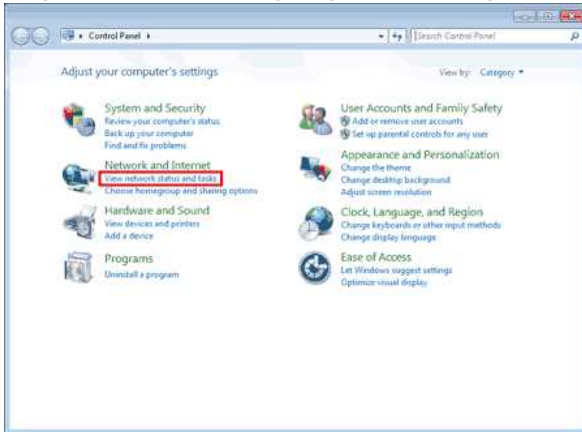 Control Panel
Search Control Panel
Adjust your computer's settings
View by: Category
System and Security
Review your computer's status
Back up your computer
Find and fix problems
Network and Internet
View network status and tasks
Choose homegroup and sharing options
Hardware and Sound
View devices and printers
Add a device
Programs
Uninstall a program
User Accounts and Family Safety
Add or remove user accounts
Set up parental controls for any user
Appearance and Personalization
Change the theme
Change desktop background
Adjust screen resolution
Clock, Language, and Region
Change keyboards or other input methods
Change display language
Ease of Access
Let Windows suggest settings
Optimize visual display